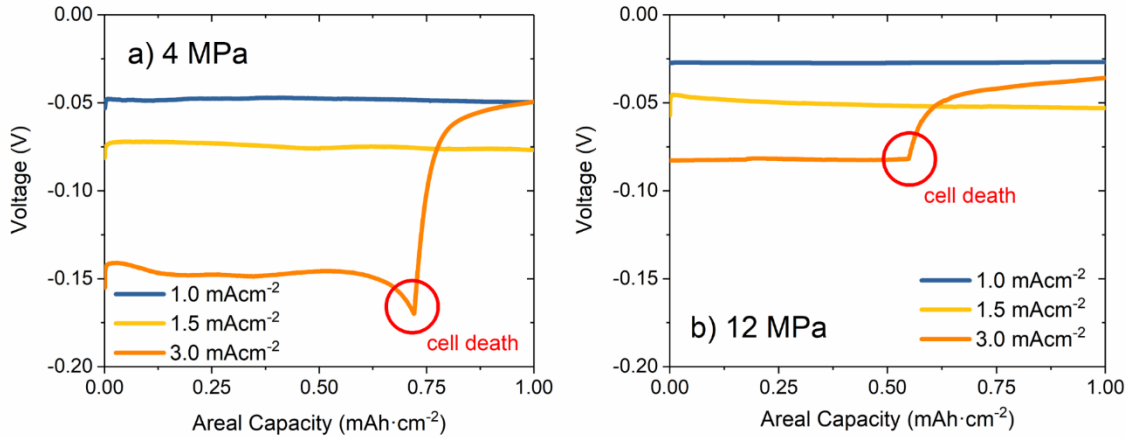 a) 4 MPa
Voltage (V)
0.00
-0.05
-0.10
-0.15
-0.20
0.00
0.25
0.50
0.75
1.00
Areal Capacity (mAh·cm⁻²)
1.0 mAcm⁻²
1.5 mAcm⁻²
3.0 mAcm⁻²
cell death
b) 12 MPa
Voltage (V)
0.00
-0.05
-0.10
-0.15
-0.20
0.00
0.25
0.50
0.75
1.00
Areal Capacity (mAh·cm⁻²)
1.0 mAcm⁻²
1.5 mAcm⁻²
3.0 mAcm⁻²
cell death